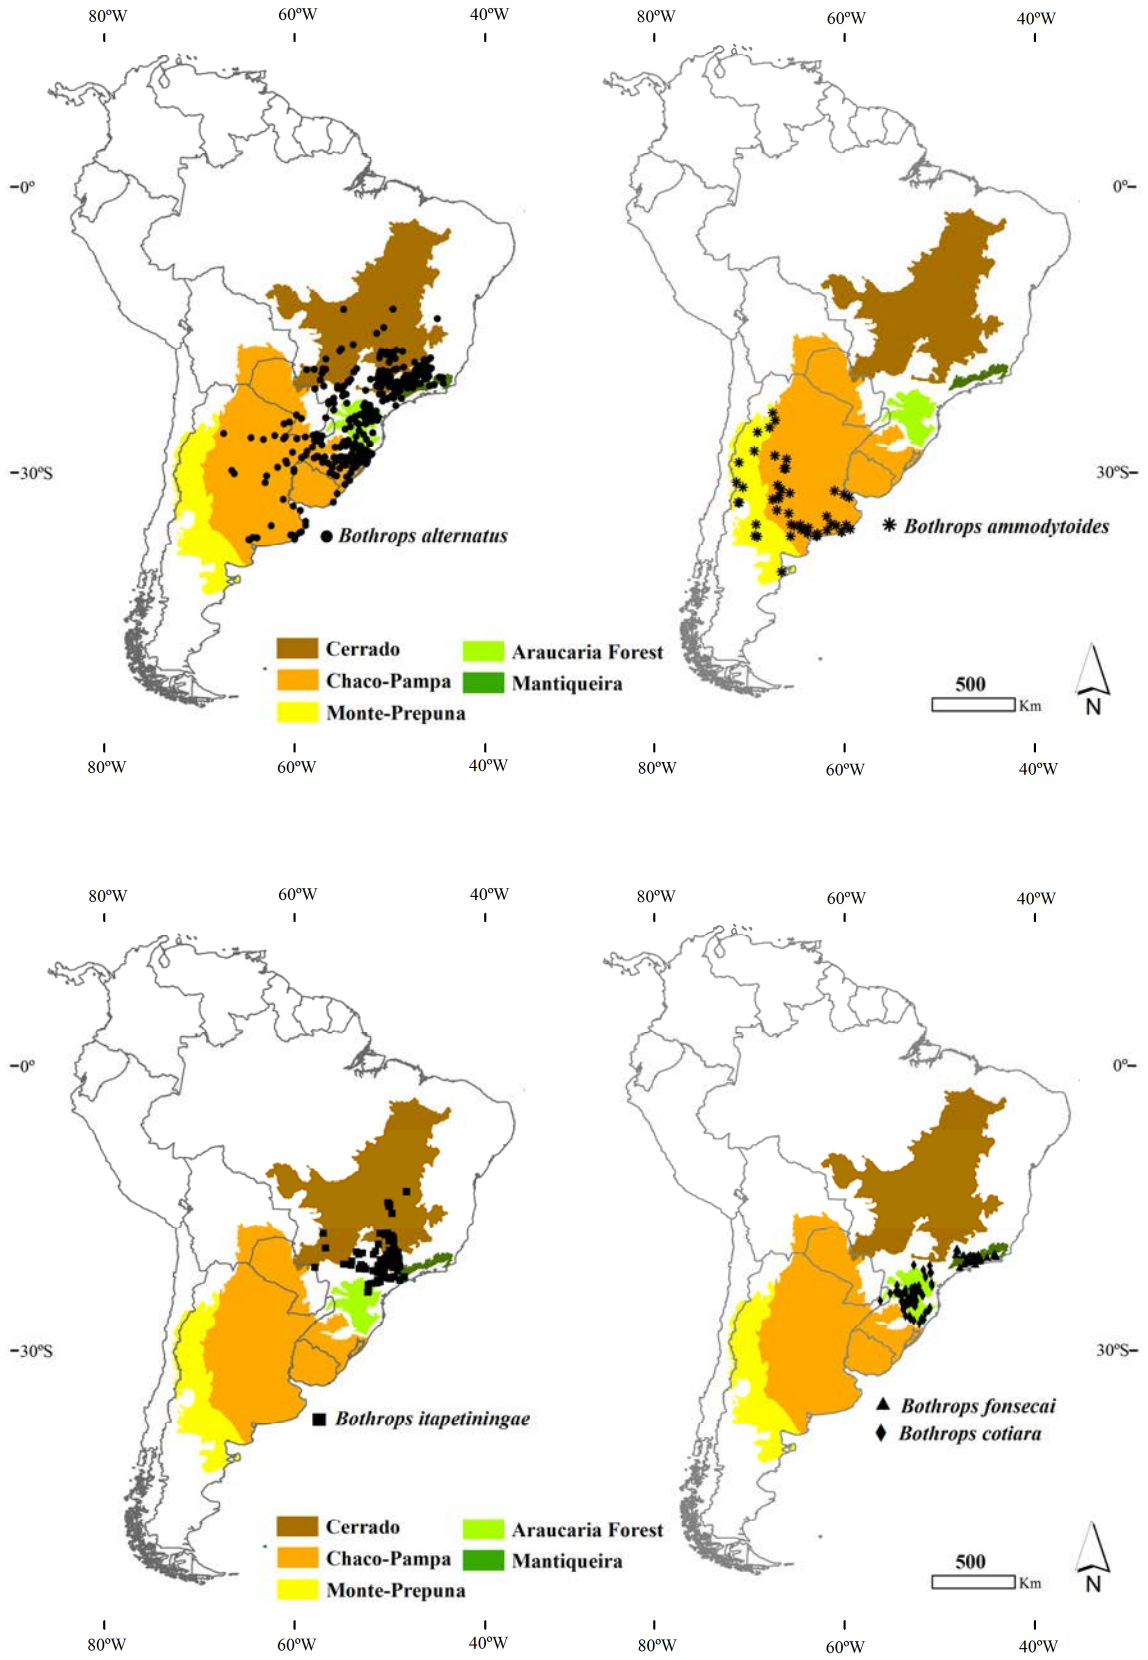 80ºW 60ºW 40ºW 80ºW 60ºW 40ºW
0º 0º
30ºS 30ºS
Bothrops alternatus
Bothrops ammodytoides
Cerrado Araucaria Forest
Chaco-Pampa Mantiqueira
Monte-Prepuna
500
Km
N
80ºW 60ºW 40ºW 80ºW 60ºW 40ºW
80ºW 60ºW 40ºW 80ºW 60ºW 40ºW
0º 0º
30ºS 30ºS
Bothrops itapetiningae
Bothrops fonsecai
Bothrops cotiara
Cerrado Araucaria Forest
Chaco-Pampa Mantiqueira
Monte-Prepuna
500
Km
N
80ºW 60ºW 40ºW 80ºW 60ºW 40ºW